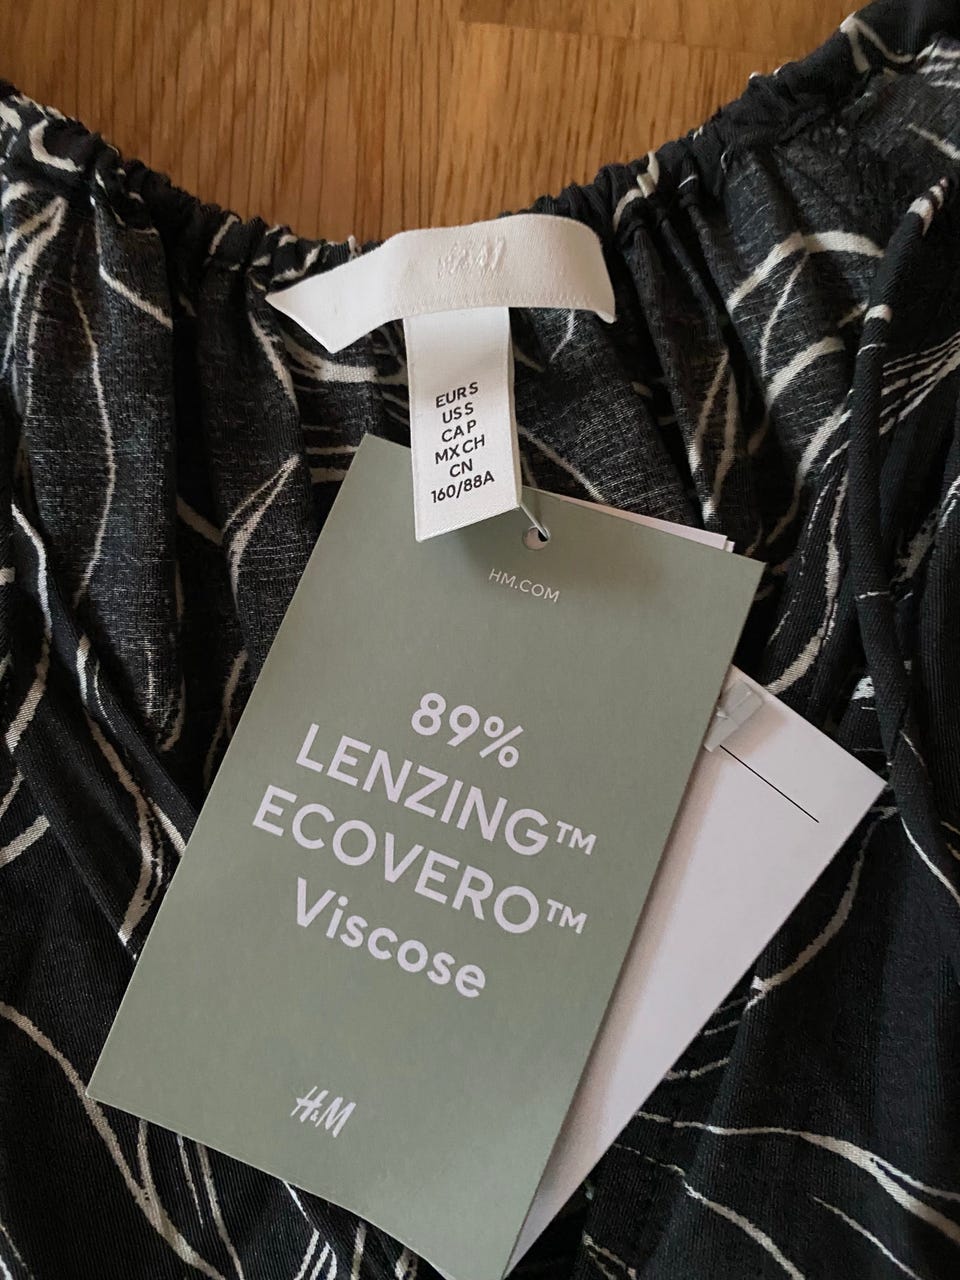 H&M
EUR S
US S
CA P
MX CH
CN
160/88A
HM.COM
89%
LENZING™
ECOVERO™
Viscose
H&M